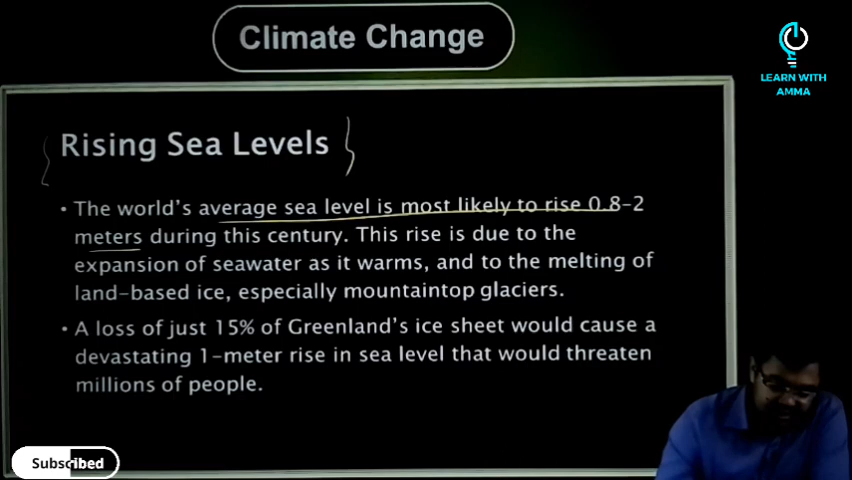 Climate Change
LEARN WITH
AMMA
Rising Sea Levels
• The world's average sea level is most likely to rise 0.8–2
meters during this century. This rise is due to the
expansion of seawater as it warms, and to the melting of
land-based ice, especially mountaintop glaciers.
• A loss of just 15% of Greenland's ice sheet would cause a
devastating 1-meter rise in sea level that would threaten
millions of people.
Subscribed